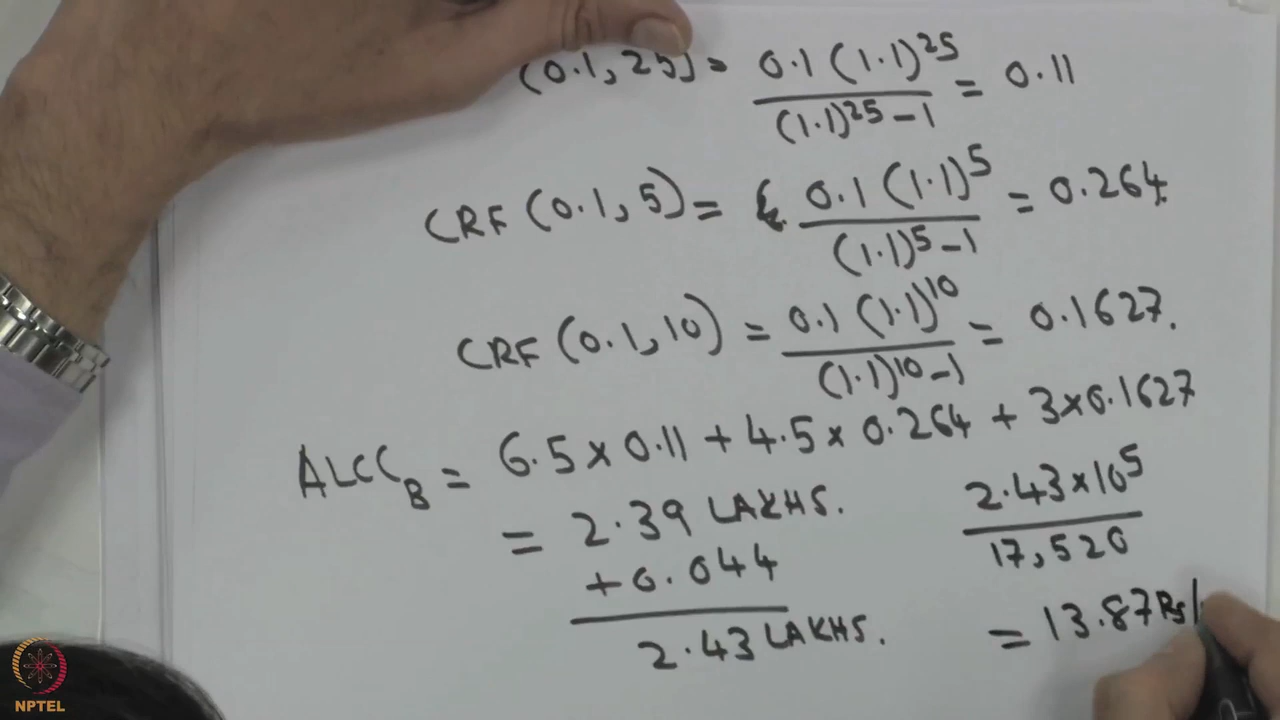 (0.1, 25) = 0.1 (1.1)^25 / (1.1)^25 - 1 = 0.11
CRF (0.1, 5) = 0.1 (1.1)^5 / (1.1)^5 - 1 = 0.264
CRF (0.1, 10) = 0.1 (1.1)^10 / (1.1)^10 - 1 = 0.1627.
ALCC_B = 6.5 × 0.11 + 4.5 × 0.264 + 3 × 0.1627
= 2.39 LAKHS.
+ 0.044
2.43 LAKHS.
2.43 × 10^5 / 17,520
= 13.87 Rs/
NPTEL